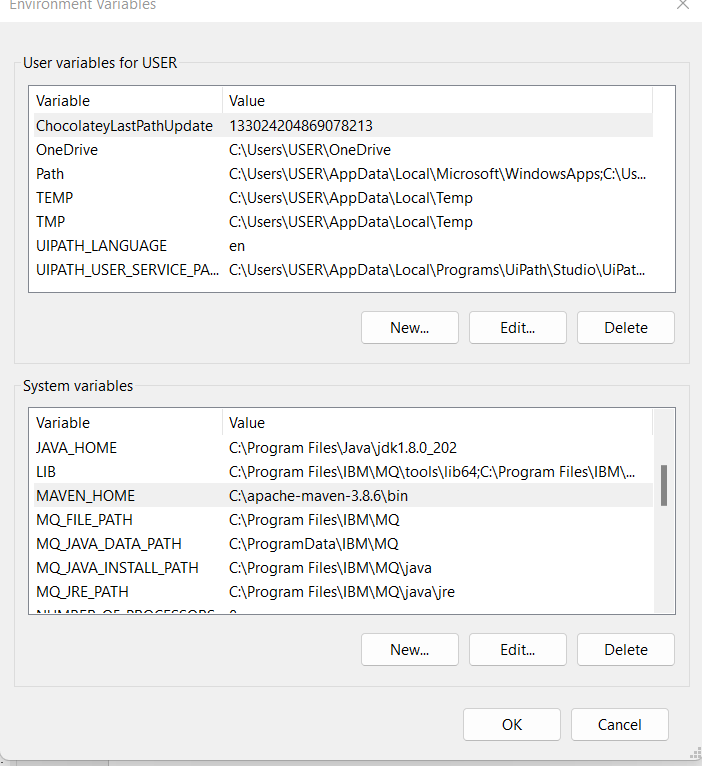 Environment Variables
User variables for USER
Variable Value
ChocolateyLastPathUpdate 133024204869078213
OneDrive C:\Users\USER\OneDrive
Path C:\Users\USER\AppData\Local\Microsoft\WindowsApps;C:\Us...
TEMP C:\Users\USER\AppData\Local\Temp
TMP C:\Users\USER\AppData\Local\Temp
UIPATH_LANGUAGE en
UIPATH_USER_SERVICE_PA... C:\Users\USER\AppData\Local\Programs\UiPath\Studio\UiPat...
New... Edit... Delete
System variables
Variable Value
JAVA_HOME C:\Program Files\Java\jdk1.8.0_202
LIB C:\Program Files\IBM\MQ\tools\lib64;C:\Program Files\IBM\...
MAVEN_HOME C:\apache-maven-3.8.6\bin
MQ_FILE_PATH C:\Program Files\IBM\MQ
MQ_JAVA_DATA_PATH C:\ProgramData\IBM\MQ
MQ_JAVA_INSTALL_PATH C:\Program Files\IBM\MQ\java
MQ_JRE_PATH C:\Program Files\IBM\MQ\java\jre
NUMBER_OF_PROCESSORS
New... Edit... Delete
OK Cancel